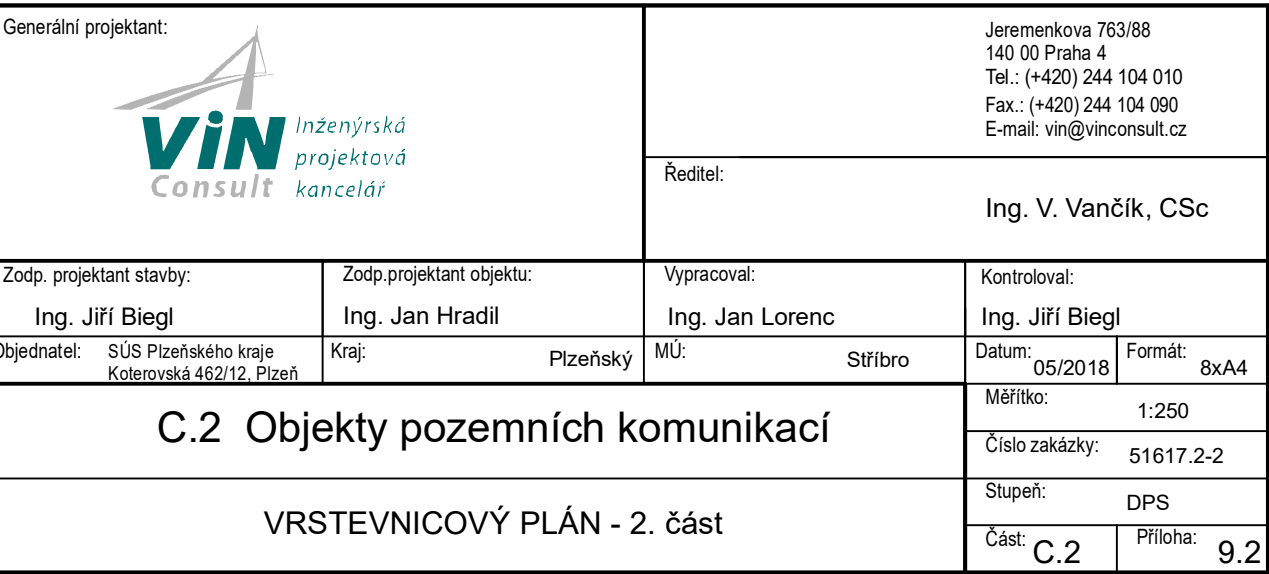 Generální projektant:
ViN
Consult
Inženýrská
projektová
kancelář
Jeremenkova 763/88
140 00 Praha 4
Tel.: (+420) 244 104 010
Fax.: (+420) 244 104 090
E-mail: vin@vinconsult.cz
Ředitel:
Ing. V. Vančík, CSc
Zodp. projektant stavby:
Ing. Jiří Biegl
Zodp.projektant objektu:
Ing. Jan Hradil
Vypracoval:
Ing. Jan Lorenc
Kontroloval:
Ing. Jiří Biegl
Objednatel:
SÚS Plzeňského kraje
Koterovská 462/12, Plzeň
Kraj:
Plzeňský
MÚ:
Stříbro
Datum:
05/2018
Formát:
8xA4
C.2 Objekty pozemních komunikací
Měřítko:
1:250
Číslo zakázky:
51617.2-2
VRSTEVNICOVÝ PLÁN - 2. část
Stupeň:
DPS
Část:
C.2
Příloha:
9.2